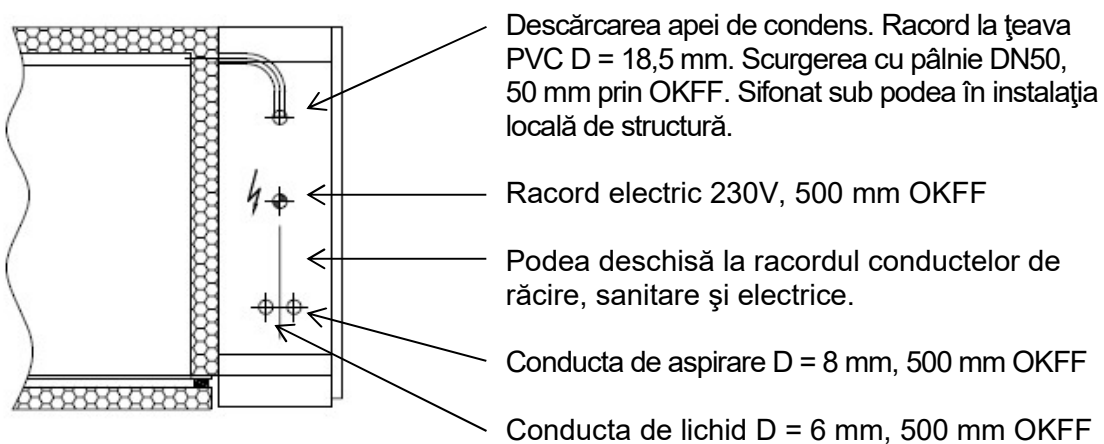 Descărcarea apei de condens. Racord la ţeava
PVC D = 18,5 mm. Scurgerea cu pâlnie DN50,
50 mm prin OKFF. Sifonat sub podea în instalaţia
locală de structură.
Racord electric 230V, 500 mm OKFF
Podea deschisă la racordul conductelor de
răcire, sanitare şi electrice.
Conducta de aspirare D = 8 mm, 500 mm OKFF
Conducta de lichid D = 6 mm, 500 mm OKFF